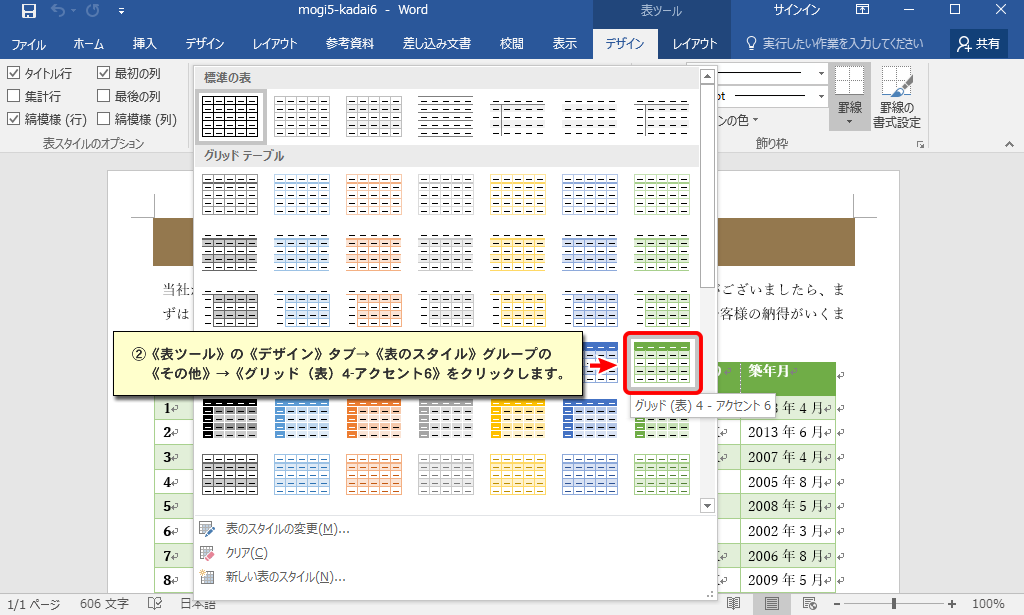 mogi5-kadai6 - Word
表ツール
サインイン
ファイル
ホーム
挿入
デザイン
レイアウト
参考資料
差し込み文書
校閲
表示
デザイン
レイアウト
実行したい作業を入力してください
共有
タイトル行
最初の列
集計行
最後の列
縞模様 (行)
縞模様 (列)
表スタイルのオプション
標準の表
グリッド テーブル
pt
ンの色
罫線
罫線の
書式設定
飾り枠
当社
がございましたら、ま
ずは
客様の納得がいくま
②《表ツール》の《デザイン》タブ→《表のスタイル》グループの
《その他》→《グリッド（表）4-アクセント6》をクリックします。
グリッド (表) 4 - アクセント 6
築年月
1
年 4 月
2
2013 年 6 月
3
2007 年 4 月
4
2005 年 8 月
5
2008 年 5 月
6
2002 年 3 月
7
2006 年 8 月
8
2009 年 5 月
表のスタイルの変更(M)...
クリア(C)
新しい表のスタイル(N)...
1/1 ページ
606 文字
日本語
100%